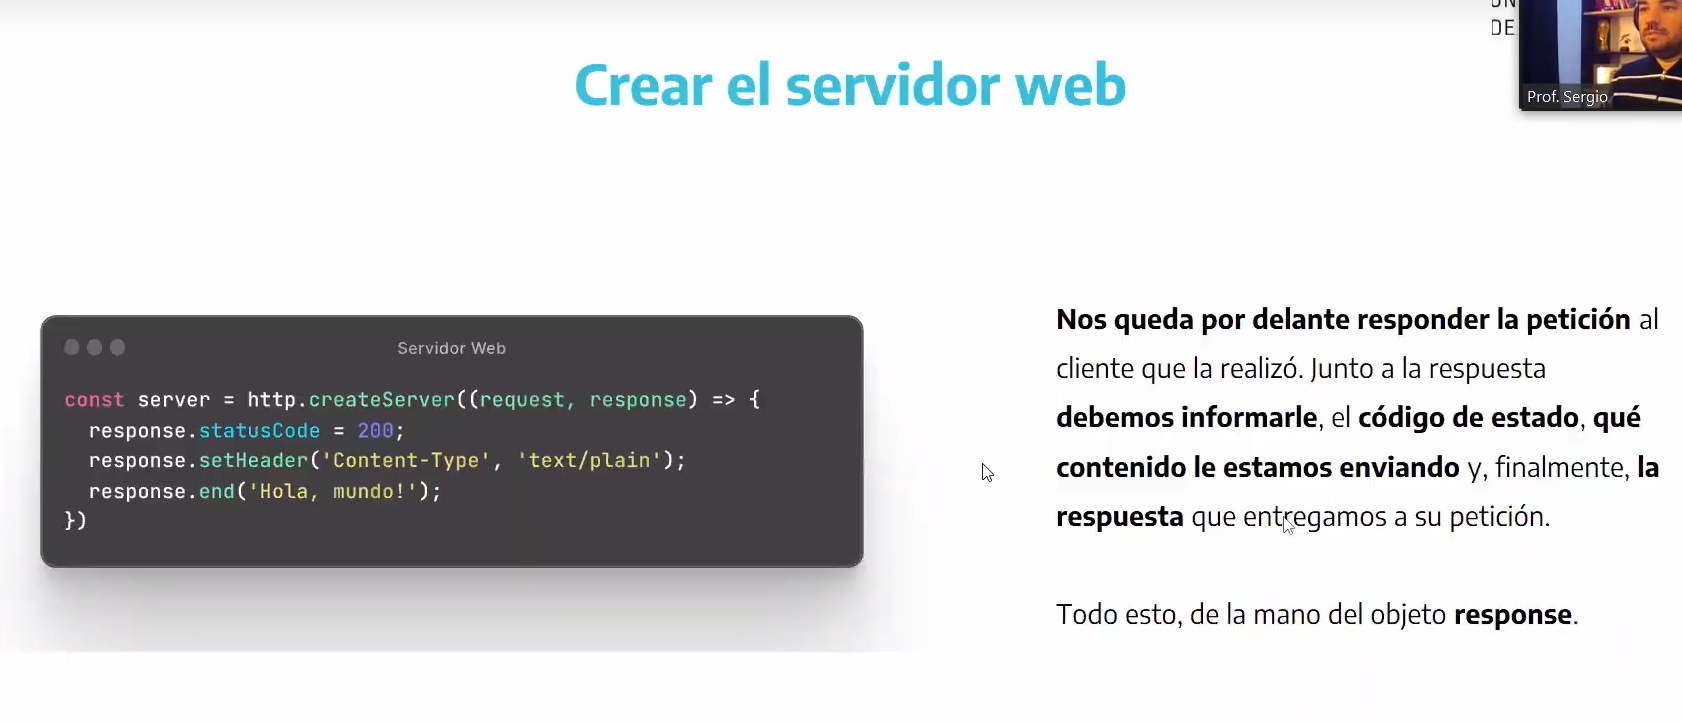 DE
Prof. Sergio
Crear el servidor web
Servidor Web
const server = http.createServer((request, response) => {
  response.statusCode = 200;
  response.setHeader('Content-Type', 'text/plain');
  response.end('Hola, mundo!');
})
Nos queda por delante responder la petición al
cliente que la realizó. Junto a la respuesta
debemos informarle, el código de estado, qué
contenido le estamos enviando y, finalmente, la
respuesta que entregamos a su petición.
Todo esto, de la mano del objeto response.